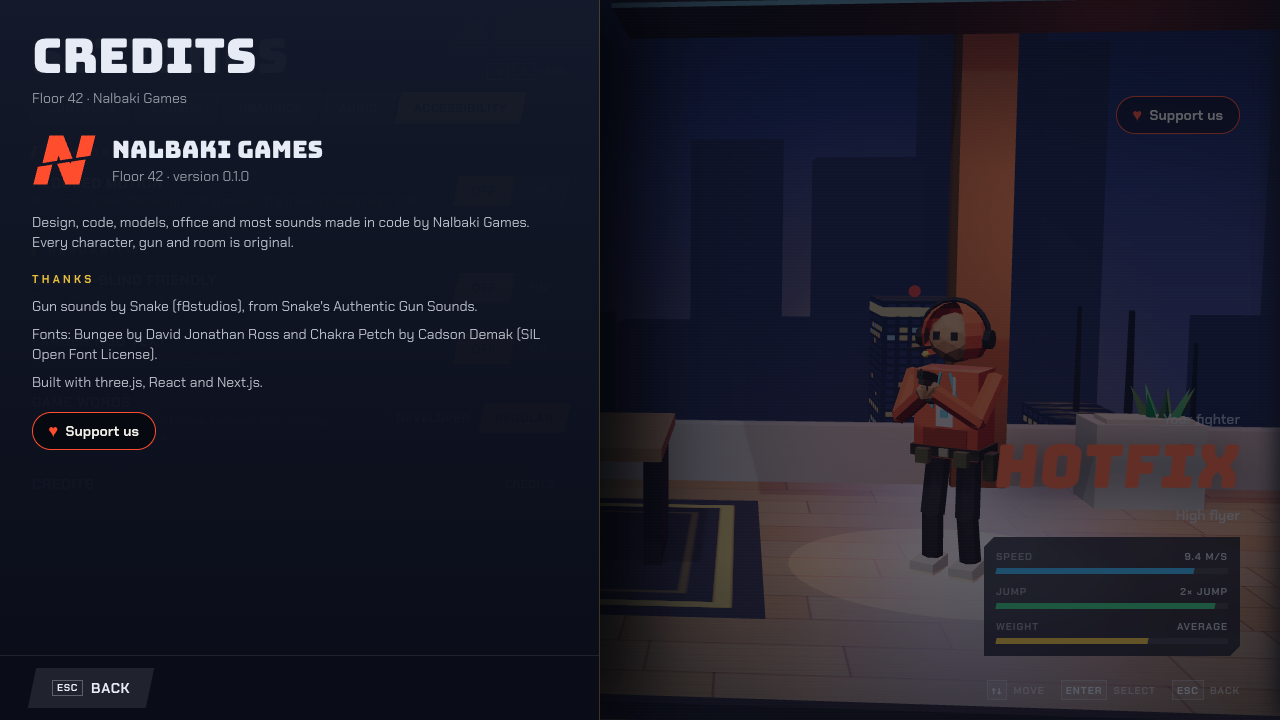 CREDITS
Floor 42 · Nalbaki Games
NALBAKI GAMES
Floor 42 · version 0.1.0
Design, code, models, office and most sounds made in code by Nalbaki Games.
Every character, gun and room is original.
THANKS
Gun sounds by Snake (f8studios), from Snake's Authentic Gun Sounds.
Fonts: Bungee by David Jonathan Ross and Chakra Patch by Cadson Demak (SIL
Open Font License).
Built with three.js, React and Next.js.
♥ Support us
ESC BACK
♥ Support us
Your fighter
HOTFIX
High flyer
SPEED 9.4 M/S
JUMP 2× JUMP
WEIGHT AVERAGE
↑↓ MOVE ENTER SELECT ESC BACK